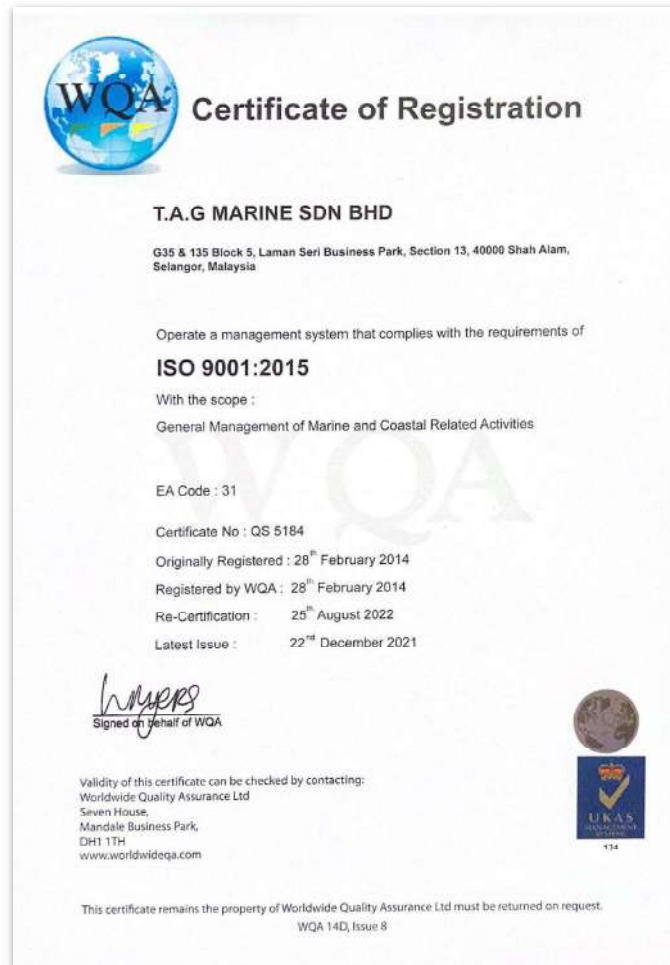 WQA
Certificate of Registration
T.A.G MARINE SDN BHD
G35 & 135 Block 5, Laman Seri Business Park, Section 13, 40000 Shah Alam,
Selangor, Malaysia
Operate a management system that complies with the requirements of
ISO 9001:2015
With the scope :
General Management of Marine and Coastal Related Activities
WQA
EA Code : 31
Certificate No : QS 5184
Originally Registered : 28th February 2014
Registered by WQA : 28th February 2014
Re-Certification : 25th August 2022
Latest Issue : 22nd December 2021
Signed on behalf of WQA
Validity of this certificate can be checked by contacting:
Worldwide Quality Assurance Ltd
Seven House,
Mandale Business Park,
DH1 1TH
www.worldwideqa.com
UKAS
MANAGEMENT
SYSTEMS
134
This certificate remains the property of Worldwide Quality Assurance Ltd must be returned on request.
WQA 14D, Issue 8